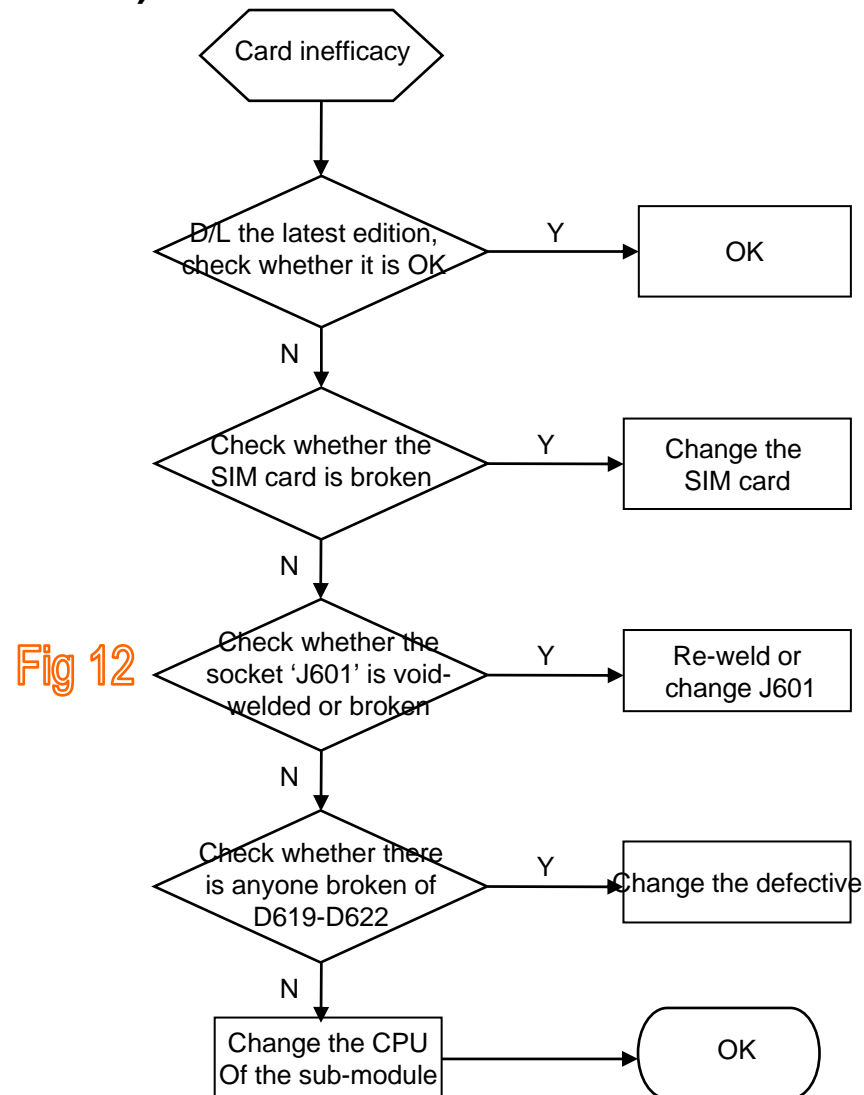 )
Card inefficacy
D/L the latest edition,
check whether it is OK
Y
OK
N
Check whether the
SIM card is broken
Y
Change the
SIM card
N
Fig 12
Check whether the
socket ‘J601’ is void-
welded or broken
Y
Re-weld or
change J601
N
Check whether there
is anyone broken of
D619-D622
Y
Change the defective
N
Change the CPU
Of the sub-module
OK